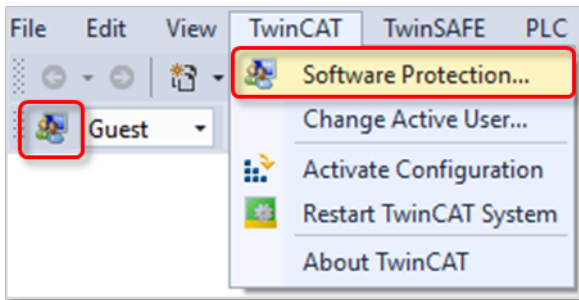 File Edit View TwinCAT TwinSAFE PLC
Software Protection...
Guest
Change Active User...
Activate Configuration
Restart TwinCAT System
About TwinCAT